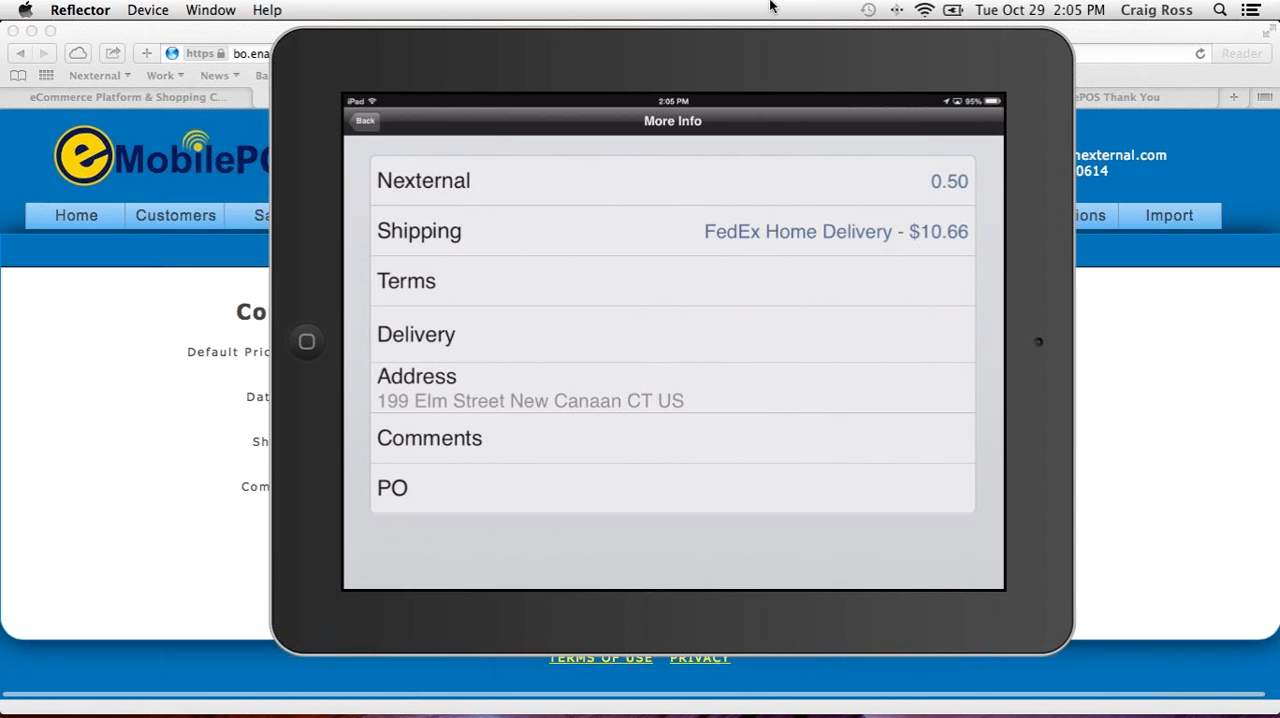 Reflector Device Window Help Tue Oct 29 2:05 PM Craig Ross
https bo.ena Reader
Nexternal Work News Ba
eCommerce Platform & Shopping C... ePOS Thank You
iPad 2:05 PM 95%
Back More Info
eMobilePO
nexternal.com
0614
Home Customers Sa ions Import
Nexternal 0.50
Shipping FedEx Home Delivery - $10.66
Terms
Delivery
Address
199 Elm Street New Canaan CT US
Comments
PO
Co
Default Pric
Dat
Sh
Com
TERMS OF USE PRIVACY